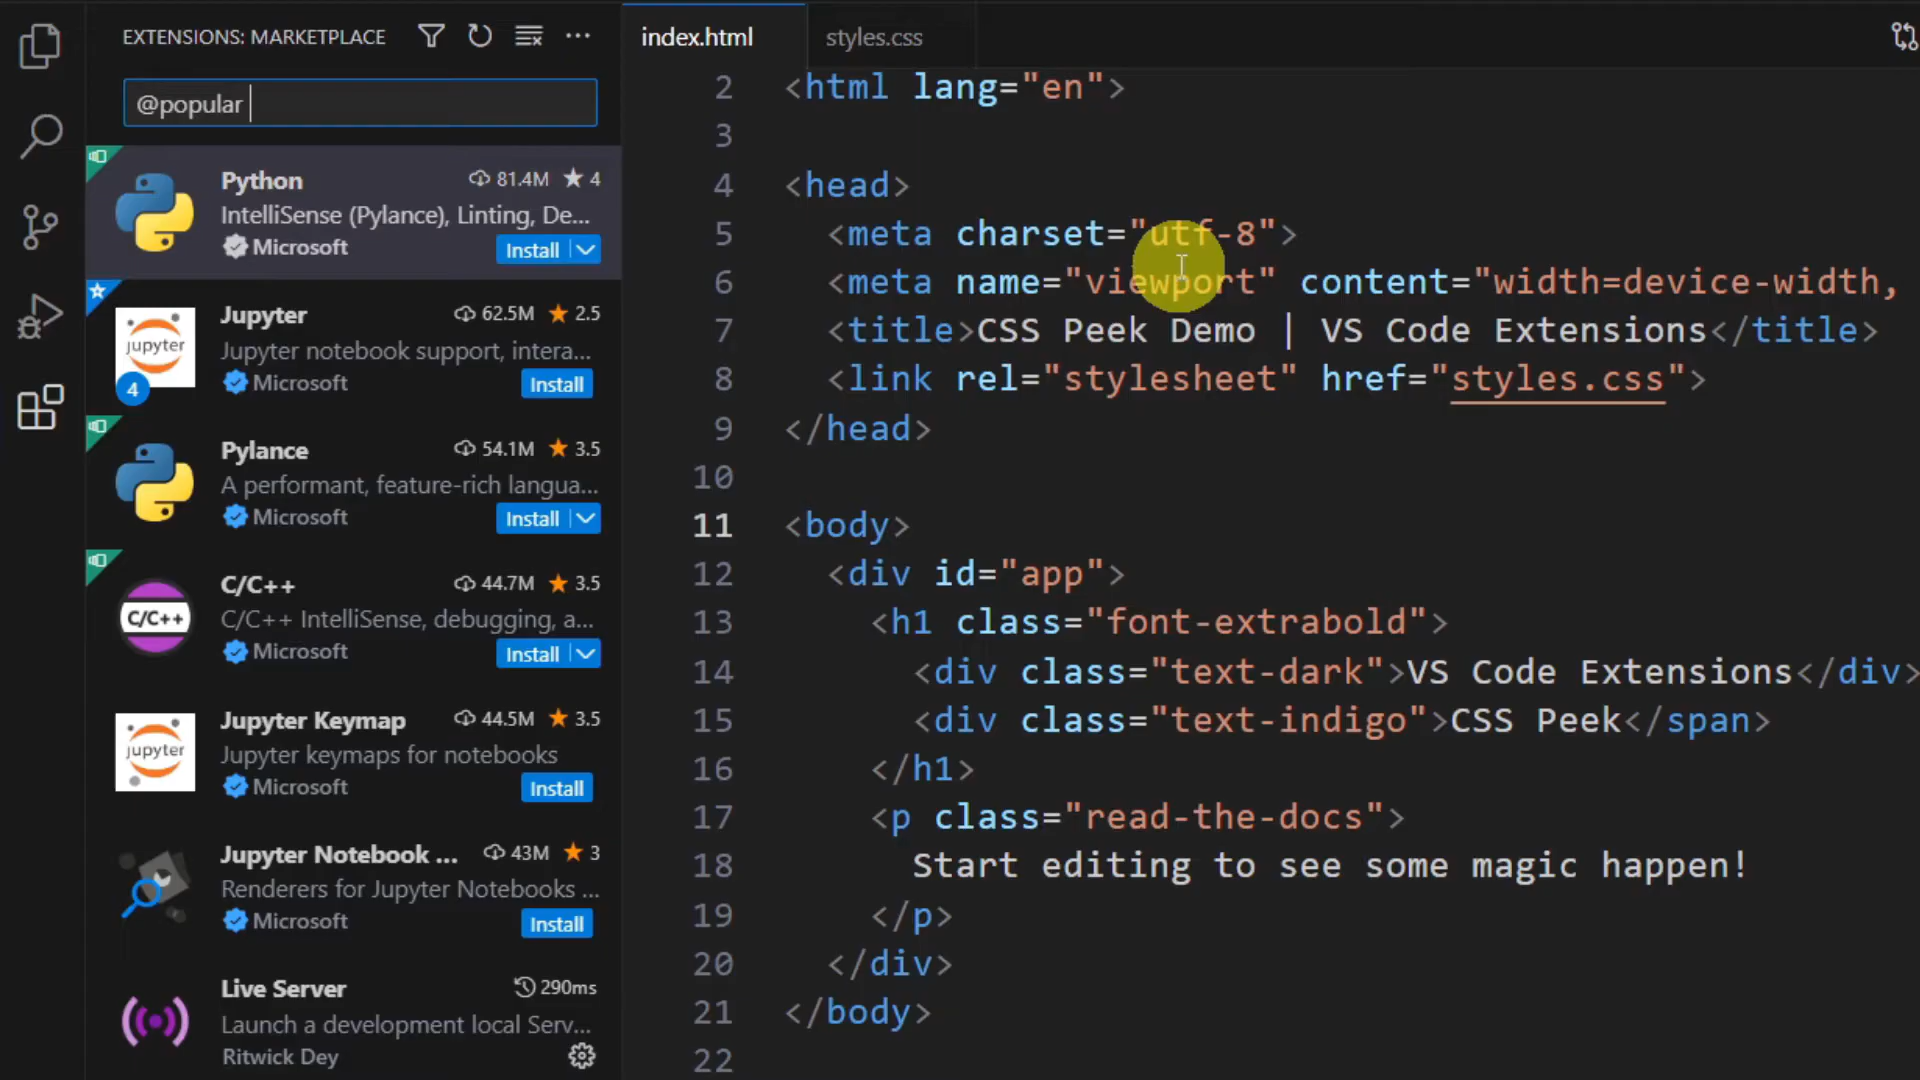 EXTENSIONS: MARKETPLACE
@popular
Python 81.4M 4
IntelliSense (Pylance), Linting, De...
Microsoft Install
Jupyter 62.5M 2.5
jupyter
Jupyter notebook support, intera...
4 Microsoft Install
Pylance 54.1M 3.5
A performant, feature-rich langua...
Microsoft Install
C/C++ 44.7M 3.5
C/C++
C/C++ IntelliSense, debugging, a...
Microsoft Install
Jupyter Keymap 44.5M 3.5
jupyter
Jupyter keymaps for notebooks
Microsoft Install
Jupyter Notebook ... 43M 3
Renderers for Jupyter Notebooks ...
Microsoft Install
Live Server 290ms
Launch a development local Serv...
Ritwick Dey
index.html styles.css
2 <html lang="en">
3
4 <head>
5 <meta charset="utf-8">
6 <meta name="viewport" content="width=device-width,
7 <title>CSS Peek Demo | VS Code Extensions</title>
8 <link rel="stylesheet" href="styles.css">
9 </head>
10
11 <body>
12 <div id="app">
13 <h1 class="font-extrabold">
14 <div class="text-dark">VS Code Extensions</div>
15 <div class="text-indigo">CSS Peek</span>
16 </h1>
17 <p class="read-the-docs">
18 Start editing to see some magic happen!
19 </p>
20 </div>
21 </body>
22